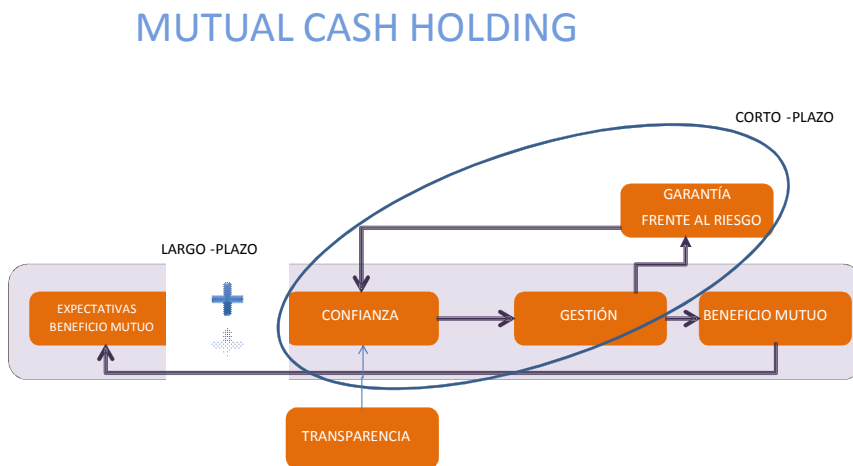 MUTUAL CASH HOLDING
CORTO -PLAZO
GARANTÍA
FRENTE AL RIESGO
LARGO -PLAZO
EXPECTATIVAS
BENEFICIO MUTUO
CONFIANZA
GESTIÓN
BENEFICIO MUTUO
TRANSPARENCIA